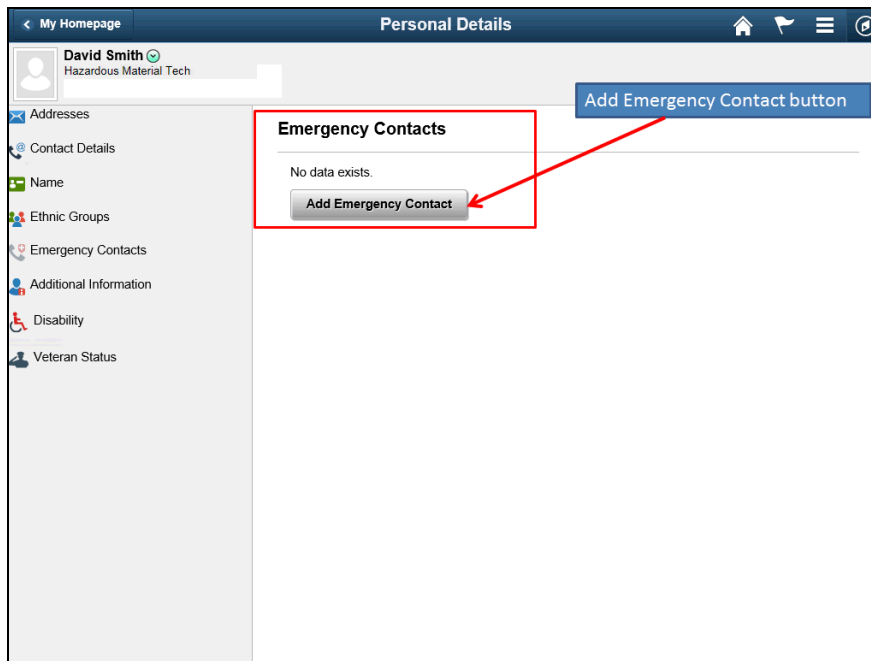 My Homepage
Personal Details
David Smith
Hazardous Material Tech
Add Emergency Contact button
Addresses
Contact Details
Name
Ethnic Groups
Emergency Contacts
Additional Information
Disability
Veteran Status
Emergency Contacts
No data exists.
Add Emergency Contact